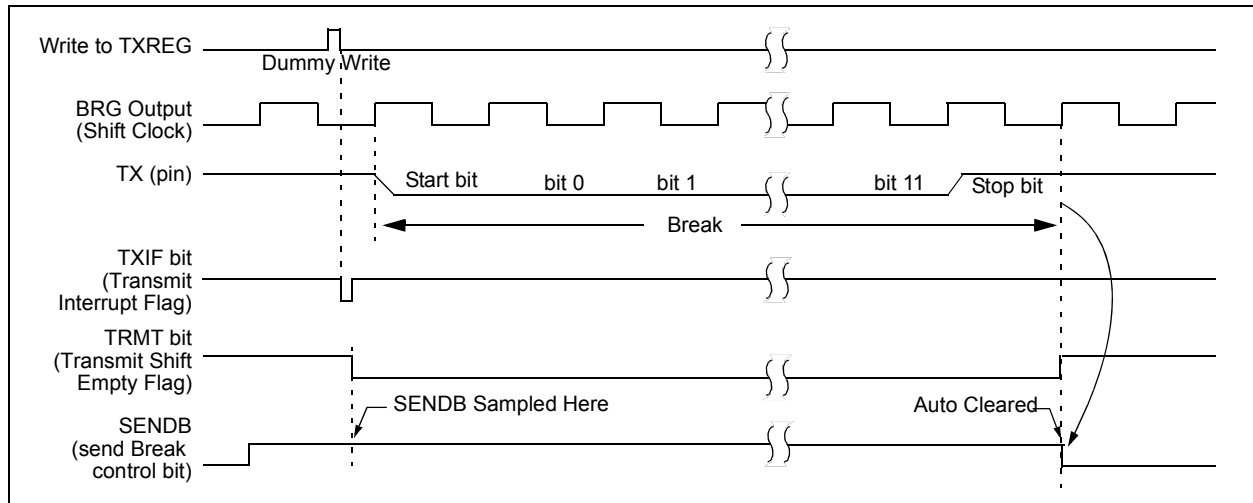 Write to TXREG
Dummy Write
BRG Output
(Shift Clock)
TX (pin)
Start bit
bit 0
bit 1
bit 11
Stop bit
Break
TXIF bit
(Transmit
Interrupt Flag)
TRMT bit
(Transmit Shift
Empty Flag)
SENDB Sampled Here
Auto Cleared
SENDB
(send Break
control bit)